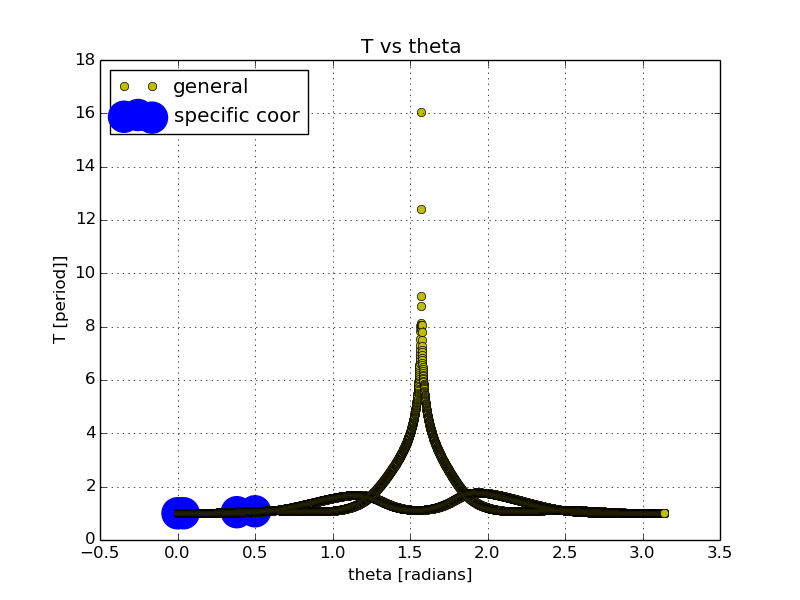 T vs theta
general
specific coor
T [period]]
18
16
14
12
10
8
6
4
2
0
−0.5 0.0 0.5 1.0 1.5 2.0 2.5 3.0 3.5
theta [radians]